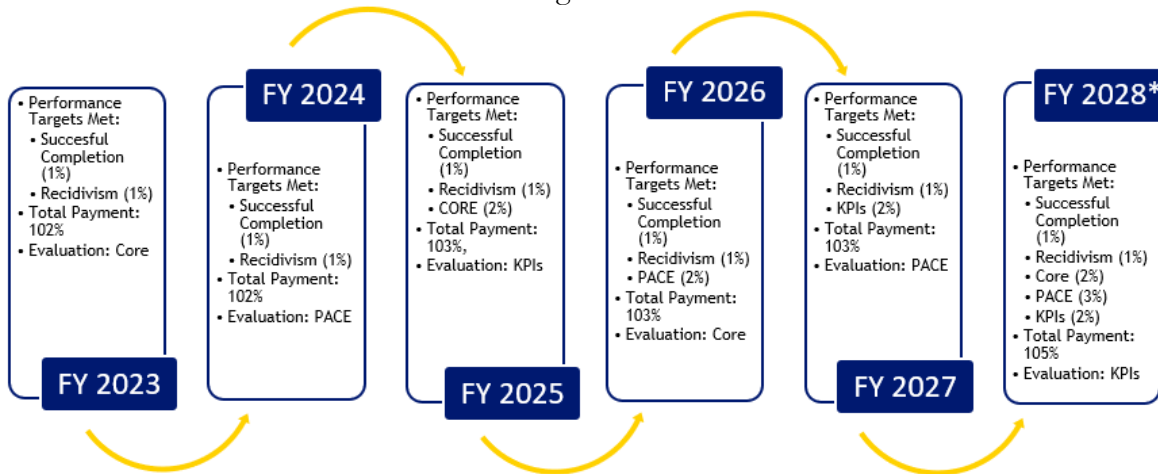 g
• Performance
Targets Met:
• Succesful
Completion
(1%)
• Recidivism (1%)
• Total Payment:
102%
• Evaluation: Core
FY 2023
FY 2024
• Performance
Targets Met:
• Successful
Completion
(1%)
• Recidivism (1%)
• Total Payment:
102%
• Evaluation: PACE
• Performance
Targets Met:
• Successful
Completion
(1%)
• Recidivism (1%)
• CORE (2%)
• Total Payment:
103%,
• Evaluation: KPIs
FY 2025
FY 2026
• Performance
Targets Met:
• Successful
Completion
(1%)
• Recidivism (1%)
• PACE (2%)
• Total Payment:
103%
• Evaluation: Core
• Performance
Targets Met:
• Successful
Completion
(1%)
• Recidivism (1%)
• KPIs (2%)
• Total Payment:
103%
• Evaluation: PACE
FY 2027
FY 2028*
• Performance
Targets Met:
• Successful
Completion
(1%)
• Recidivism (1%)
• Core (2%)
• PACE (3%)
• KPIs (2%)
• Total Payment:
105%
• Evaluation: KPIs